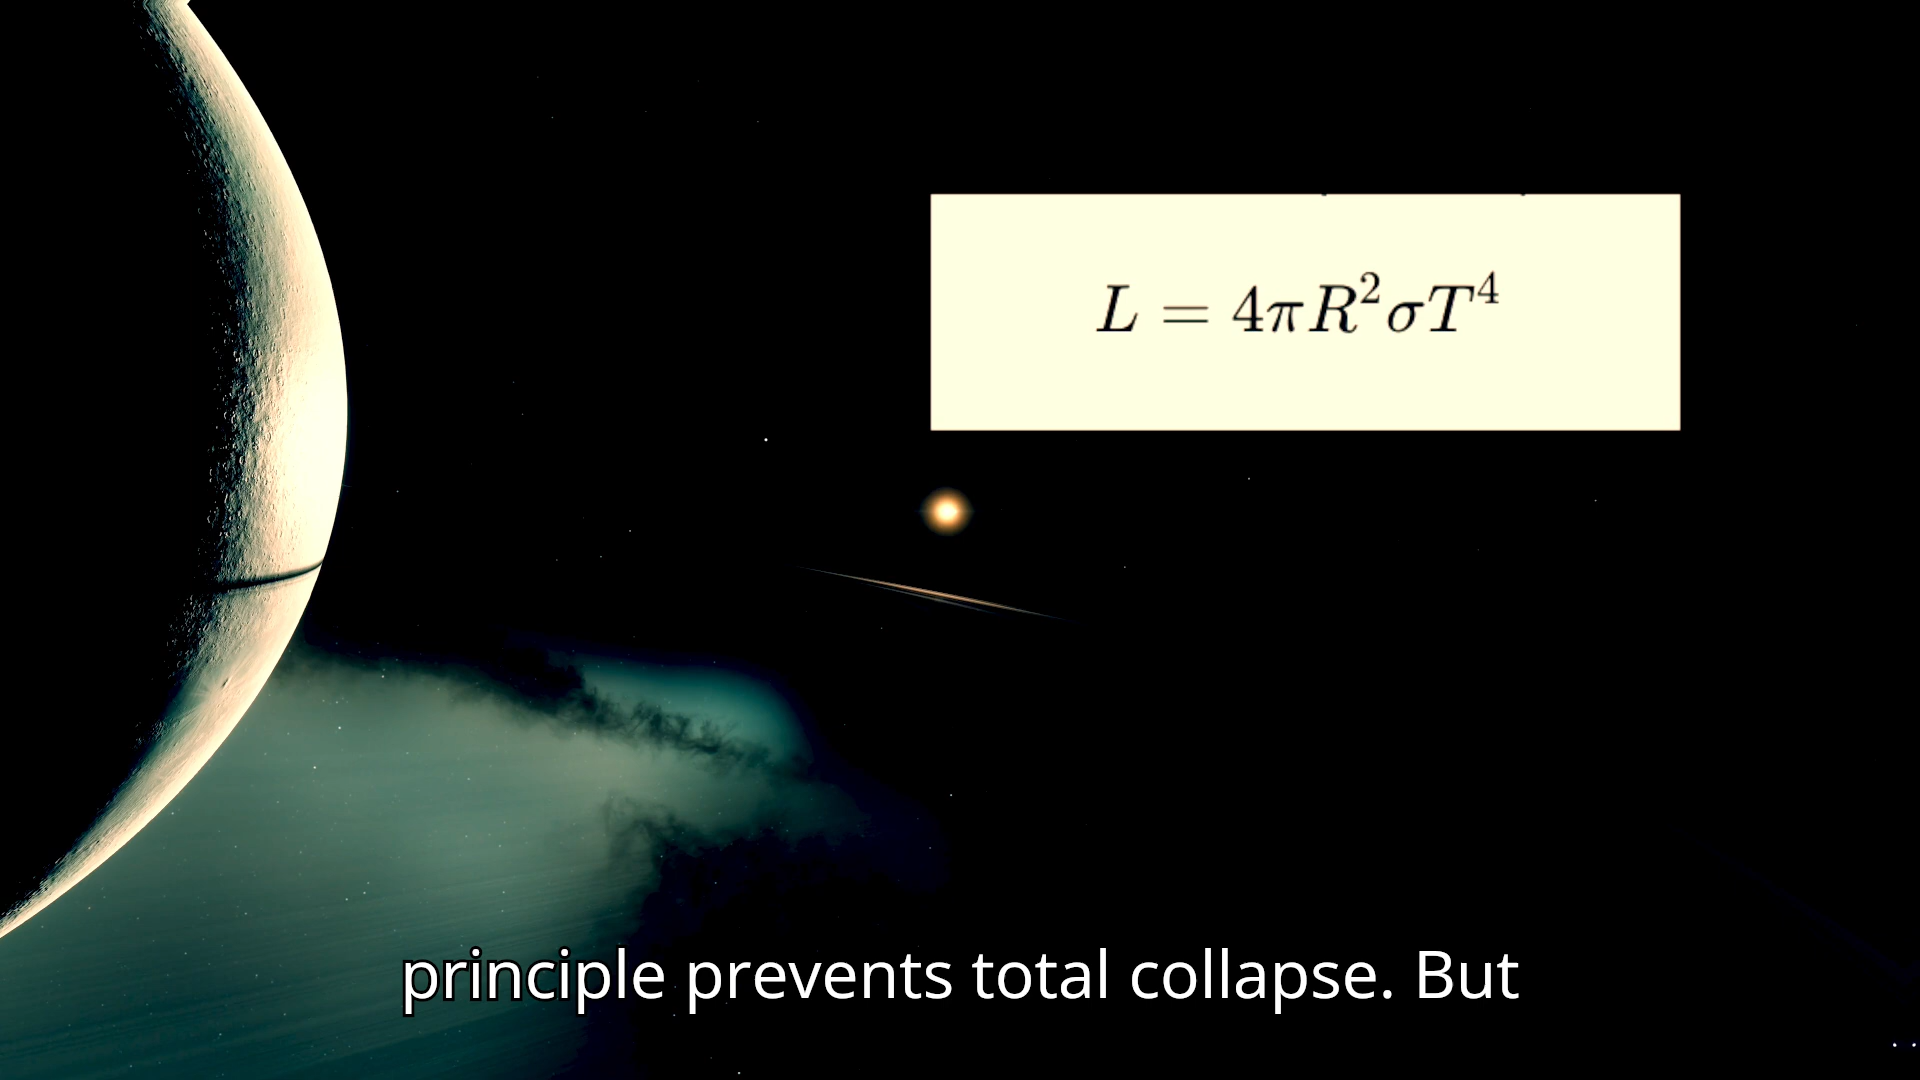 L = 4πR²σT⁴
principle prevents total collapse. But